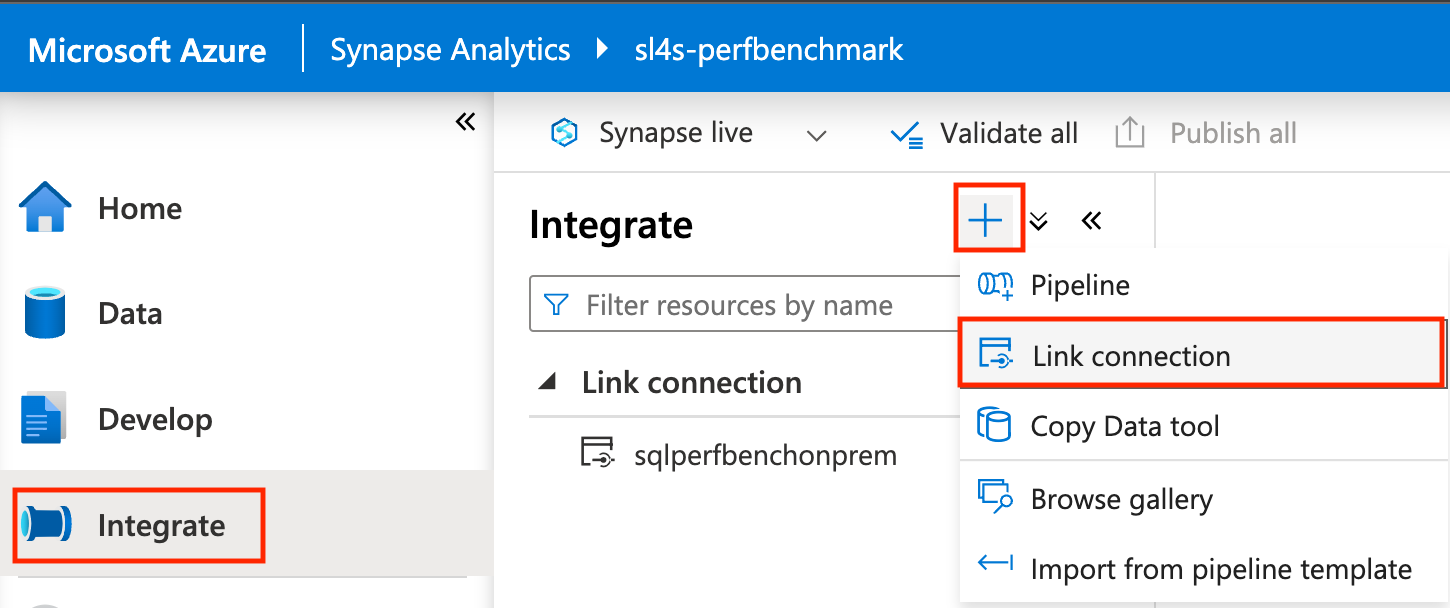 Microsoft Azure
Synapse Analytics
sl4s-perfbenchmark
Synapse live
Validate all
Publish all
Home
Data
Develop
Integrate
Integrate
Filter resources by name
Link connection
sqlperfbenchonprem
Pipeline
Link connection
Copy Data tool
Browse gallery
Import from pipeline template